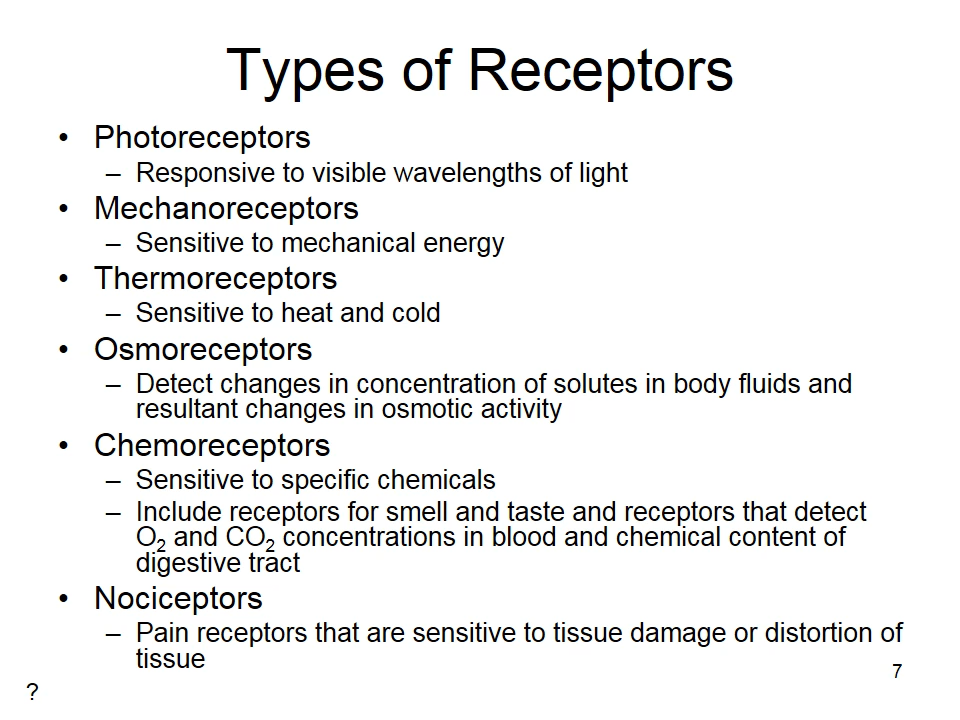 Types of Receptors
• Photoreceptors
– Responsive to visible wavelengths of light
• Mechanoreceptors
– Sensitive to mechanical energy
• Thermoreceptors
– Sensitive to heat and cold
• Osmoreceptors
– Detect changes in concentration of solutes in body fluids and
resultant changes in osmotic activity
• Chemoreceptors
– Sensitive to specific chemicals
– Include receptors for smell and taste and receptors that detect
O₂ and CO₂ concentrations in blood and chemical content of
digestive tract
• Nociceptors
– Pain receptors that are sensitive to tissue damage or distortion of
tissue
7
?